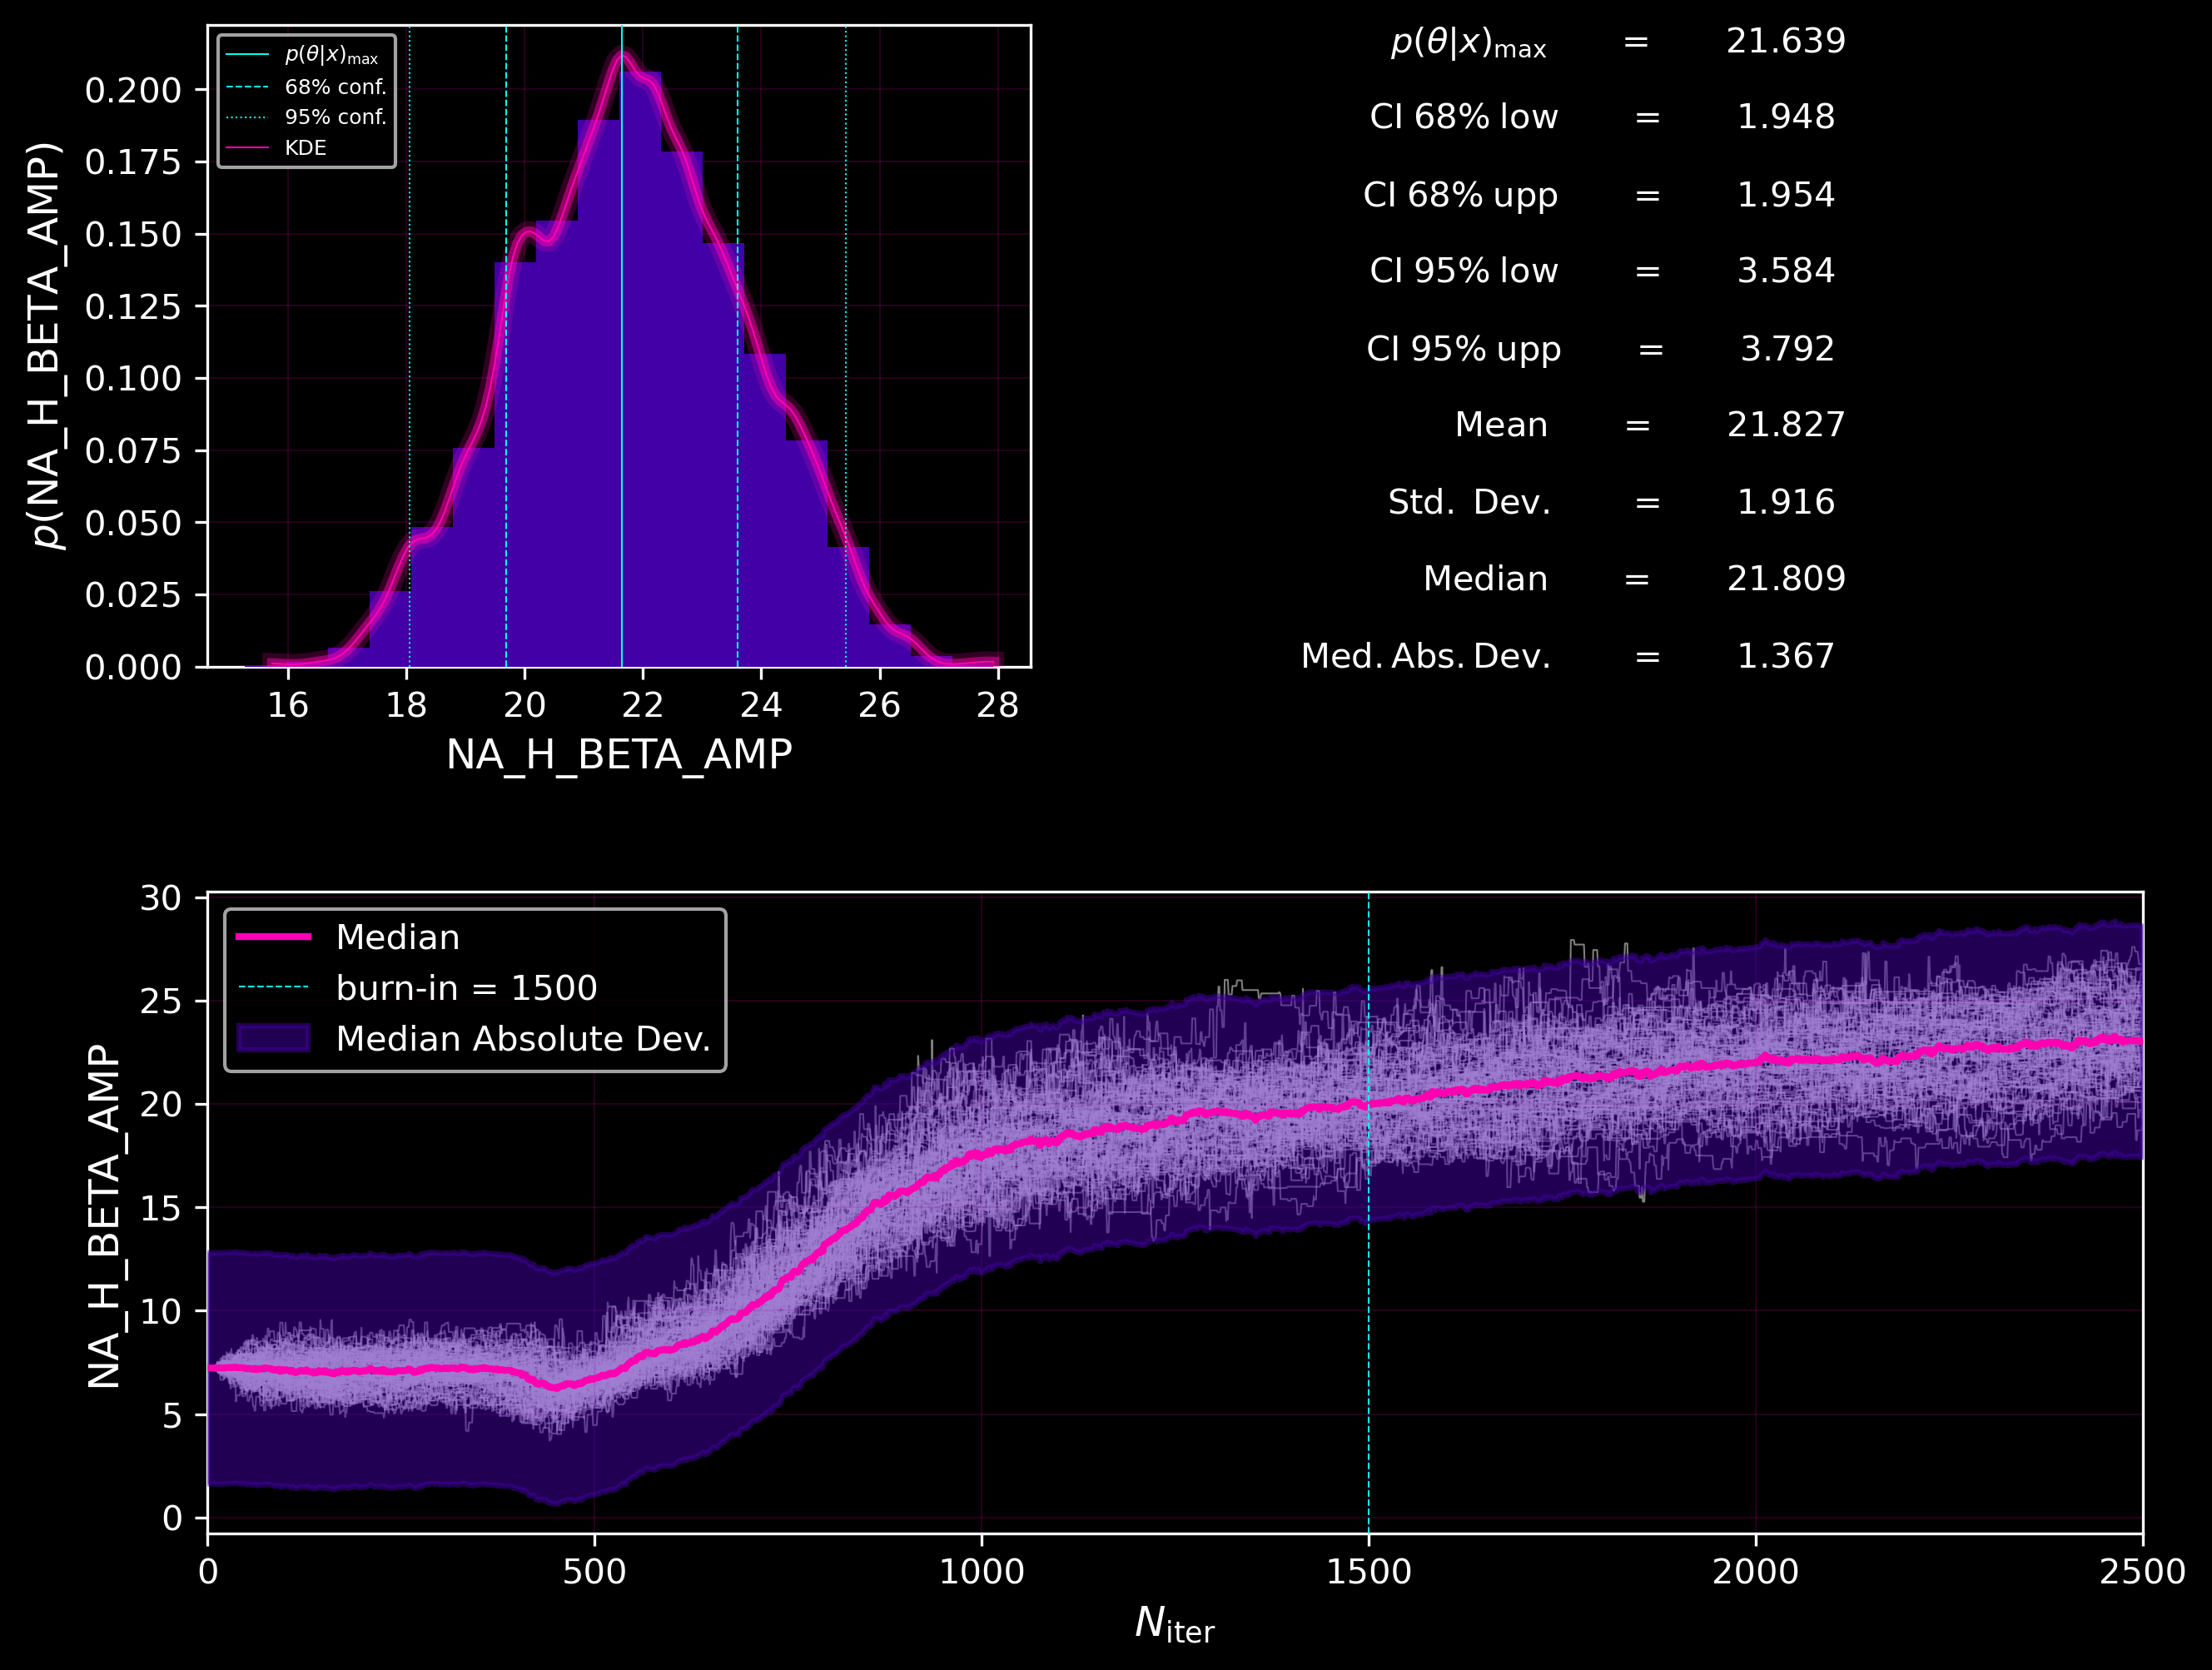 p(θ|x)max
68% conf.
95% conf.
KDE
0.200
0.175
0.150
0.125
0.100
0.075
0.050
0.025
0.000
p(NA_H_BETA_AMP)
16 18 20 22 24 26 28
NA_H_BETA_AMP
p(θ|x)max = 21.639
CI 68% low = 1.948
CI 68% upp = 1.954
CI 95% low = 3.584
CI 95% upp = 3.792
Mean = 21.827
Std. Dev. = 1.916
Median = 21.809
Med. Abs. Dev. = 1.367
Median
burn-in = 1500
Median Absolute Dev.
30
25
20
15
10
5
0
NA_H_BETA_AMP
0 500 1000 1500 2000 2500
Niter